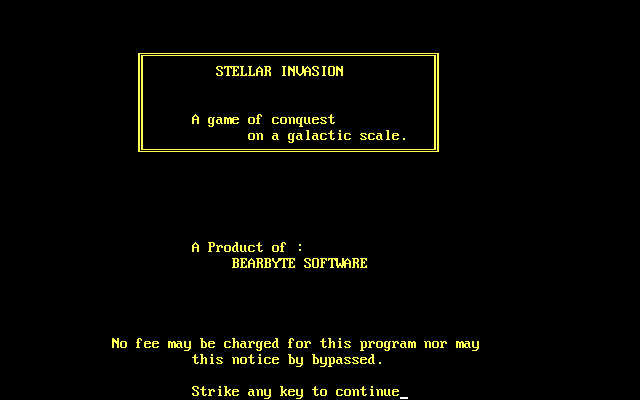 STELLAR INVASION
A game of conquest
on a galactic scale.
A Product of :
BEARBYTE SOFTWARE
No fee may be charged for this program nor may
this notice by bypassed.
Strike any key to continue_